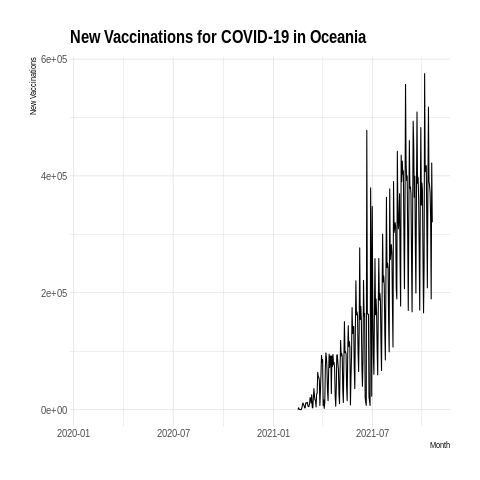 New Vaccinations for COVID-19 in Oceania
New Vaccinations
6e+05
4e+05
2e+05
0e+00
2020-01 2020-07 2021-01 2021-07
Month